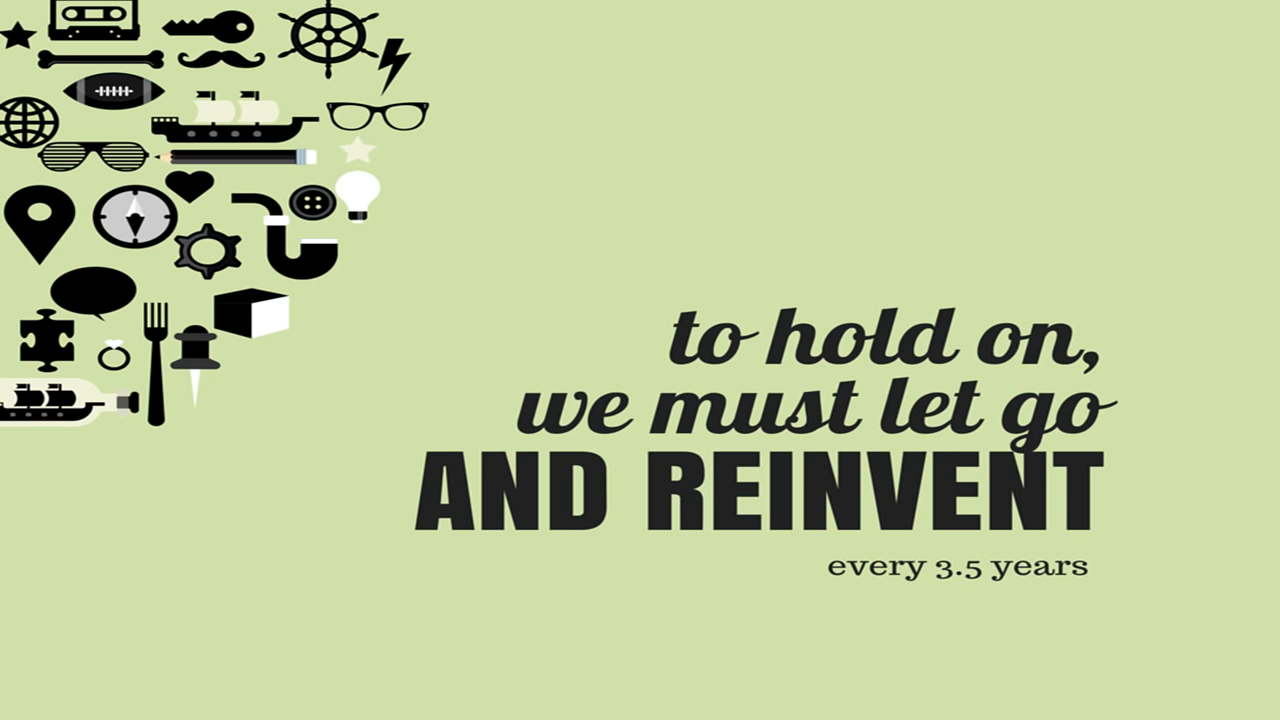 to hold on,
we must let go
AND REINVENT
every 3.5 years